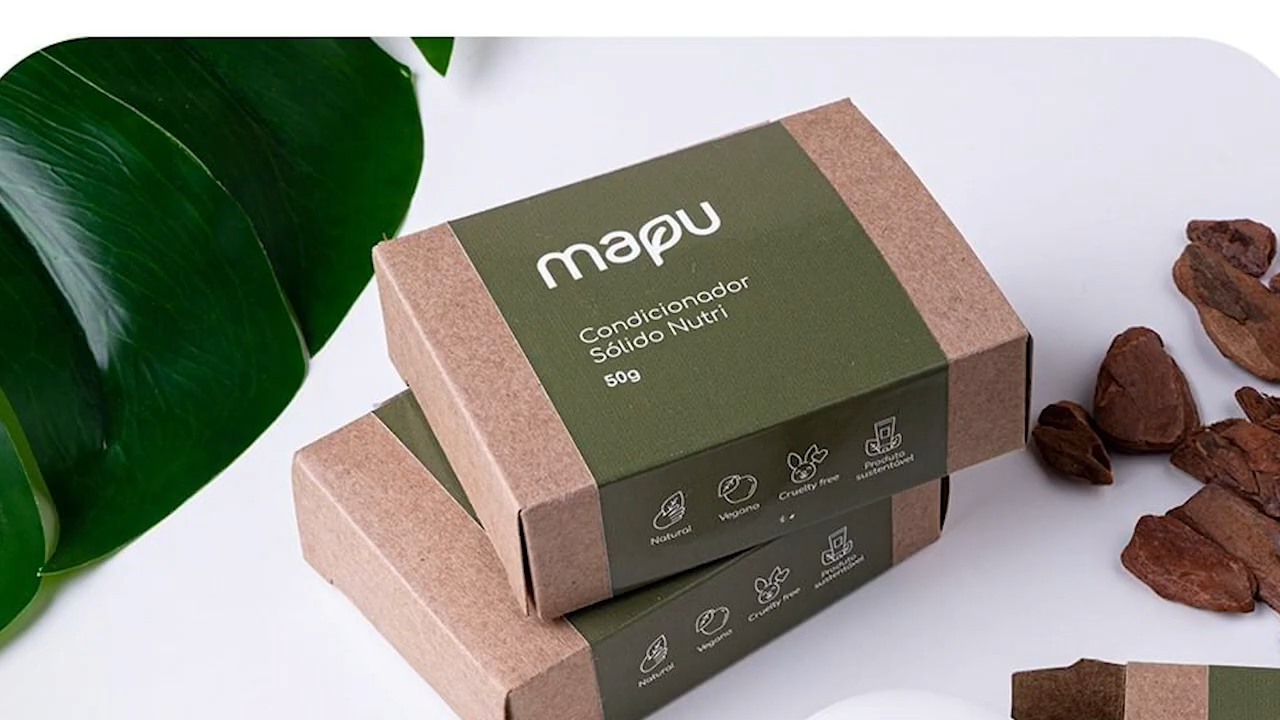 mapu
Condicionador
Sólido Nutri
50g
Natural
Vegano
Cruelty free
Produto
sustentável
Natural
Vegano
Cruelty free
Produto
sustentável